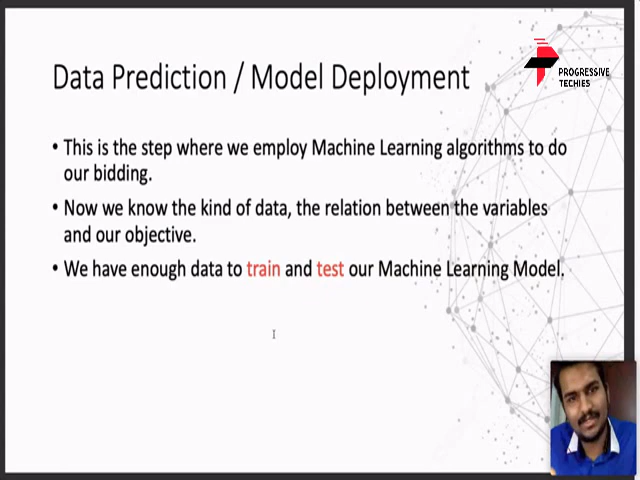 Data Prediction / Model Deployment
PROGRESSIVE
TECHIES
• This is the step where we employ Machine Learning algorithms to do
our bidding.
• Now we know the kind of data, the relation between the variables
and our objective.
• We have enough data to train and test our Machine Learning Model.